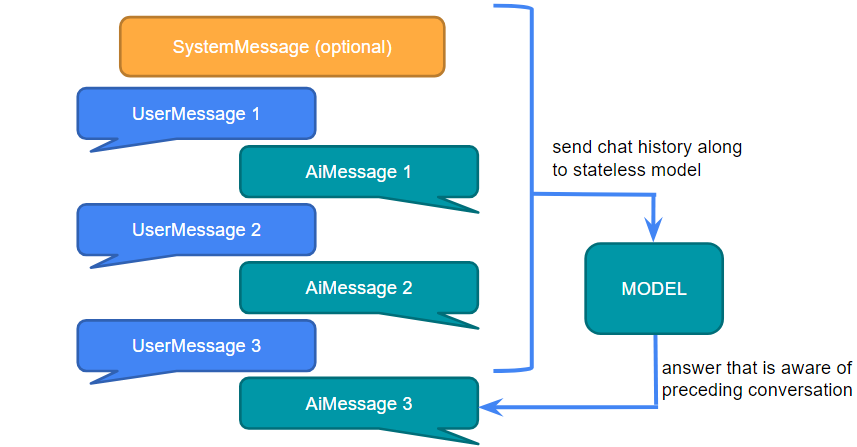 SystemMessage (optional)
UserMessage 1
AiMessage 1
UserMessage 2
AiMessage 2
UserMessage 3
AiMessage 3
send chat history along
to stateless model
MODEL
answer that is aware of
preceding conversation